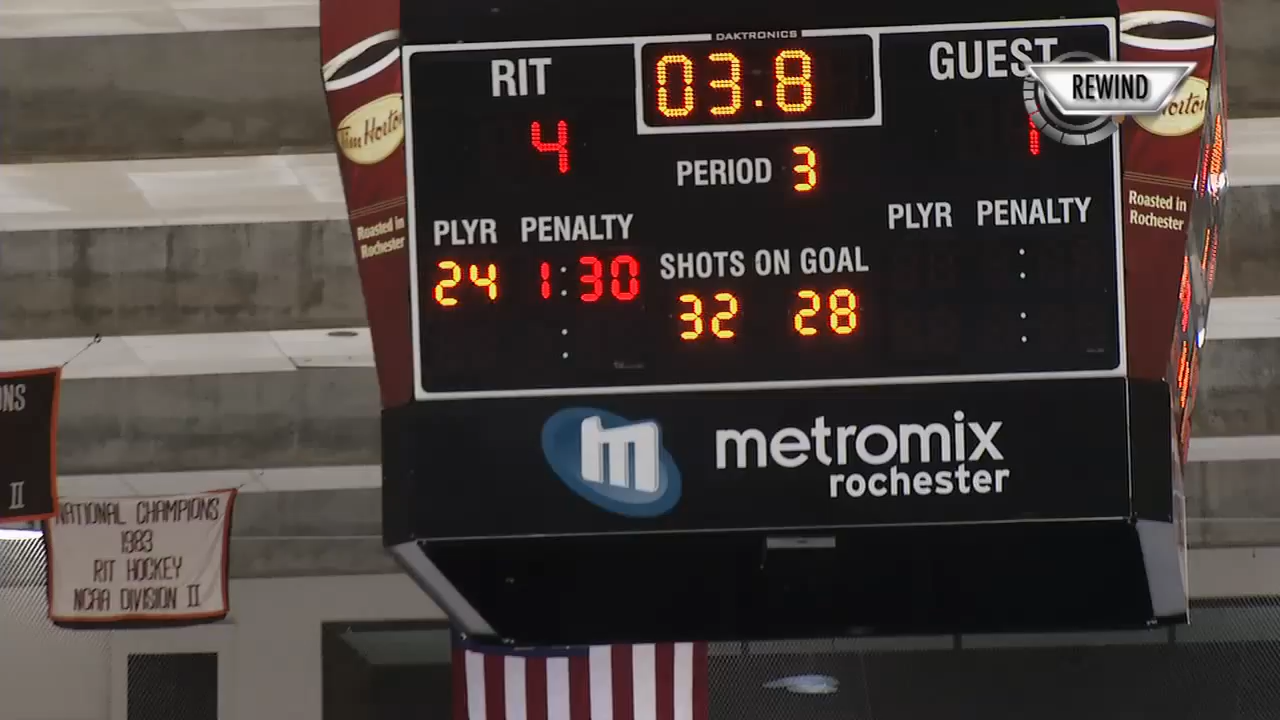 DAKTRONICS
RIT
03.8
GUEST
REWIND
4
1
PERIOD 3
Tim Hortons
Horton
Roasted in
Rochester
Roasted in
Rochester
PLYR PENALTY
PLYR PENALTY
24 1:30
SHOTS ON GOAL
32 28
:
:
:
m
metromix
rochester
NS
II
NATIONAL CHAMPIONS
1983
RIT HOCKEY
NCAA DIVISION II